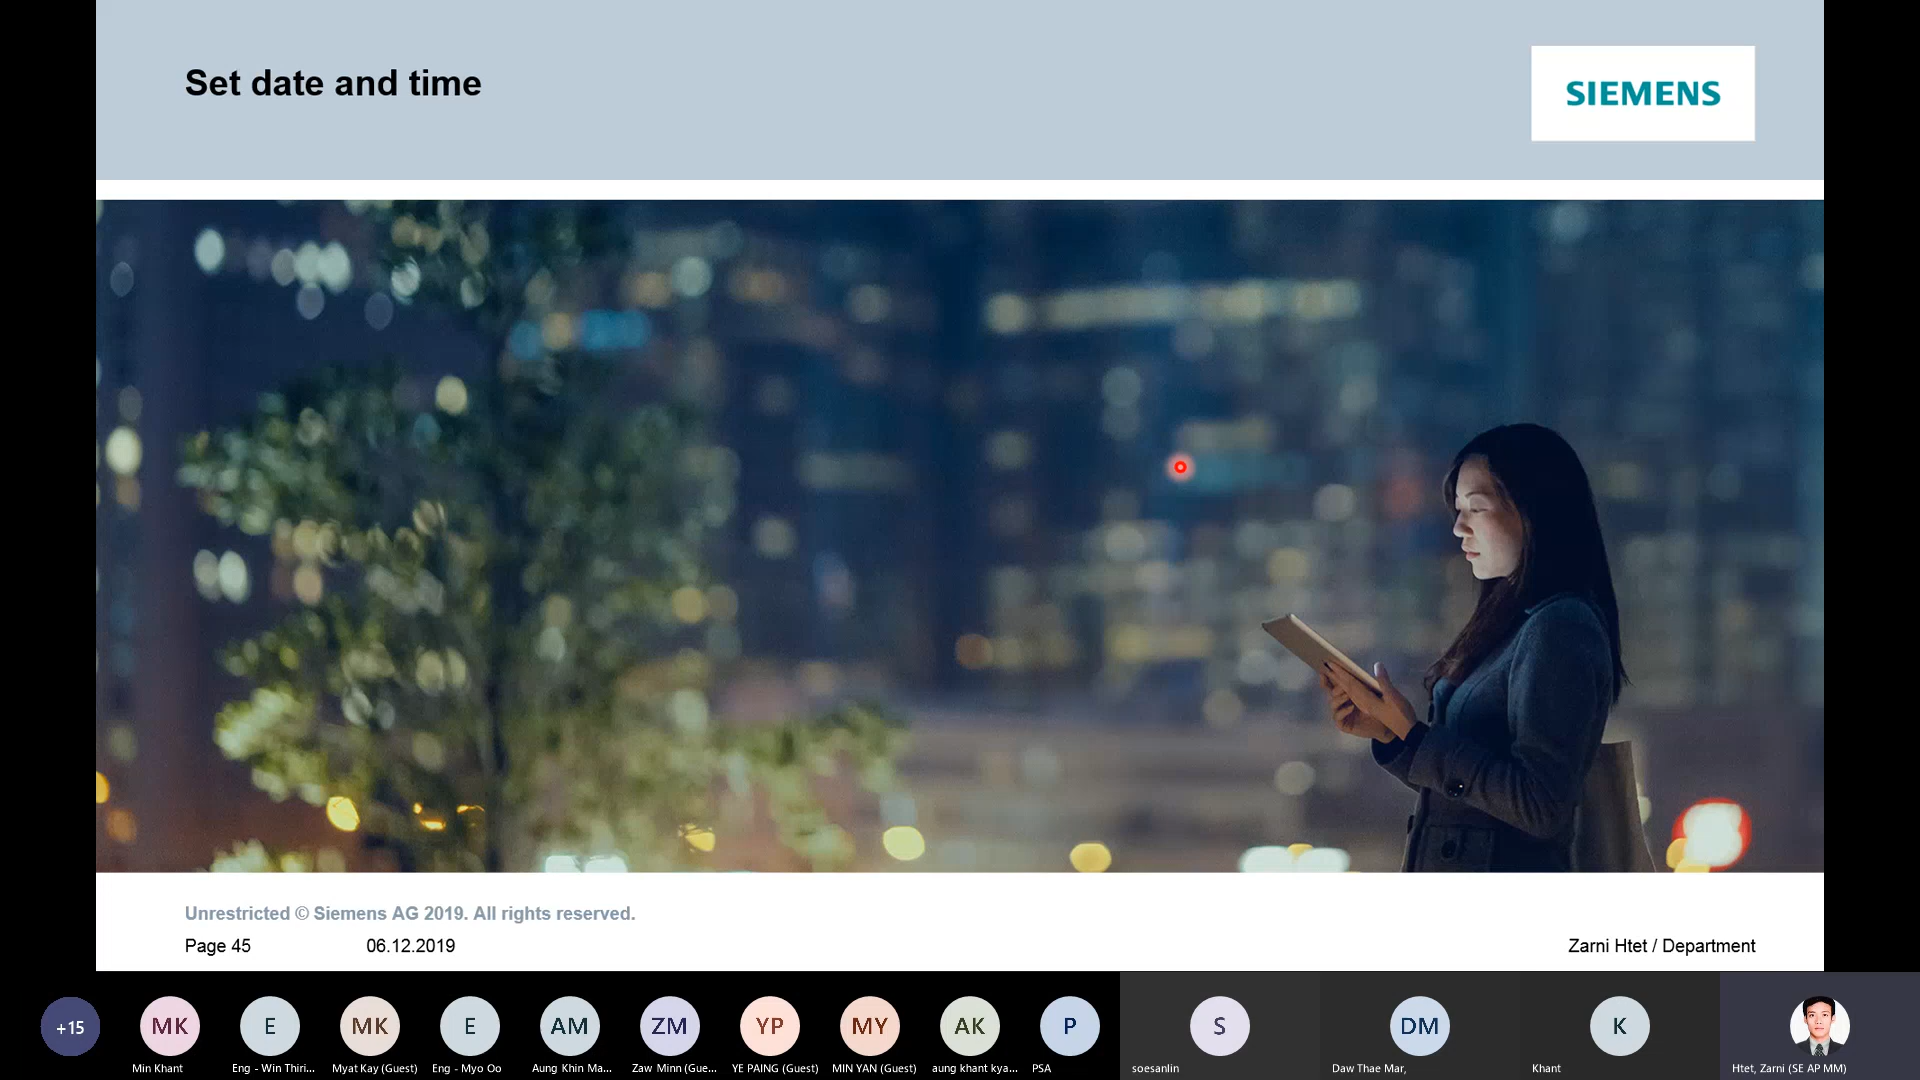 Set date and time
SIEMENS
Unrestricted © Siemens AG 2019. All rights reserved.
Page 45
06.12.2019
Zarni Htet / Department
+15
MK
E
MK
E
AM
ZM
YP
MY
AK
P
S
DM
K
Min Khant
Eng - Win Thiri...
Myat Kay (Guest)
Eng - Myo Oo
Aung Khin Ma...
Zaw Minn (Gue...
YE PAING (Guest)
MIN YAN (Guest)
aung khant kya...
PSA
soesanlin
Daw Thae Mar,
Khant
Htet, Zarni (SE AP MM)